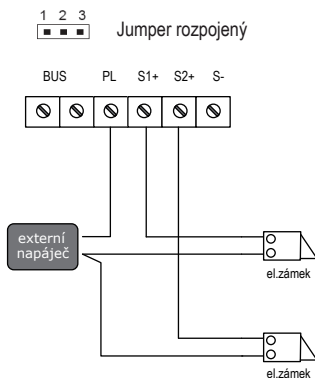 1 2 3
Jumper rozpojený
BUS PL S1+ S2+ S-
externí
napáječ
el.zámek
el.zámek